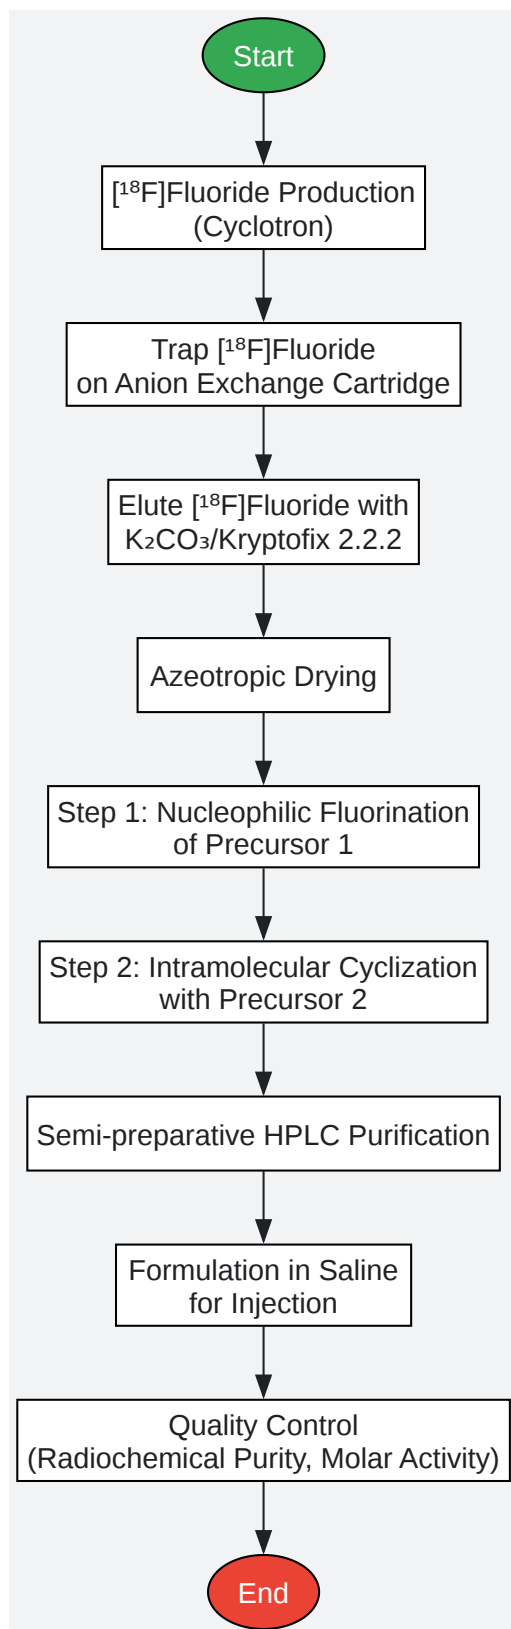 Start
[¹⁸F]Fluoride Production
(Cyclotron)
Trap [¹⁸F]Fluoride
on Anion Exchange Cartridge
Elute [¹⁸F]Fluoride with
K₂CO₃/Kryptofix 2.2.2
Azeotropic Drying
Step 1: Nucleophilic Fluorination
of Precursor 1
Step 2: Intramolecular Cyclization
with Precursor 2
Semi-preparative HPLC Purification
Formulation in Saline
for Injection
Quality Control
(Radiochemical Purity, Molar Activity)
End